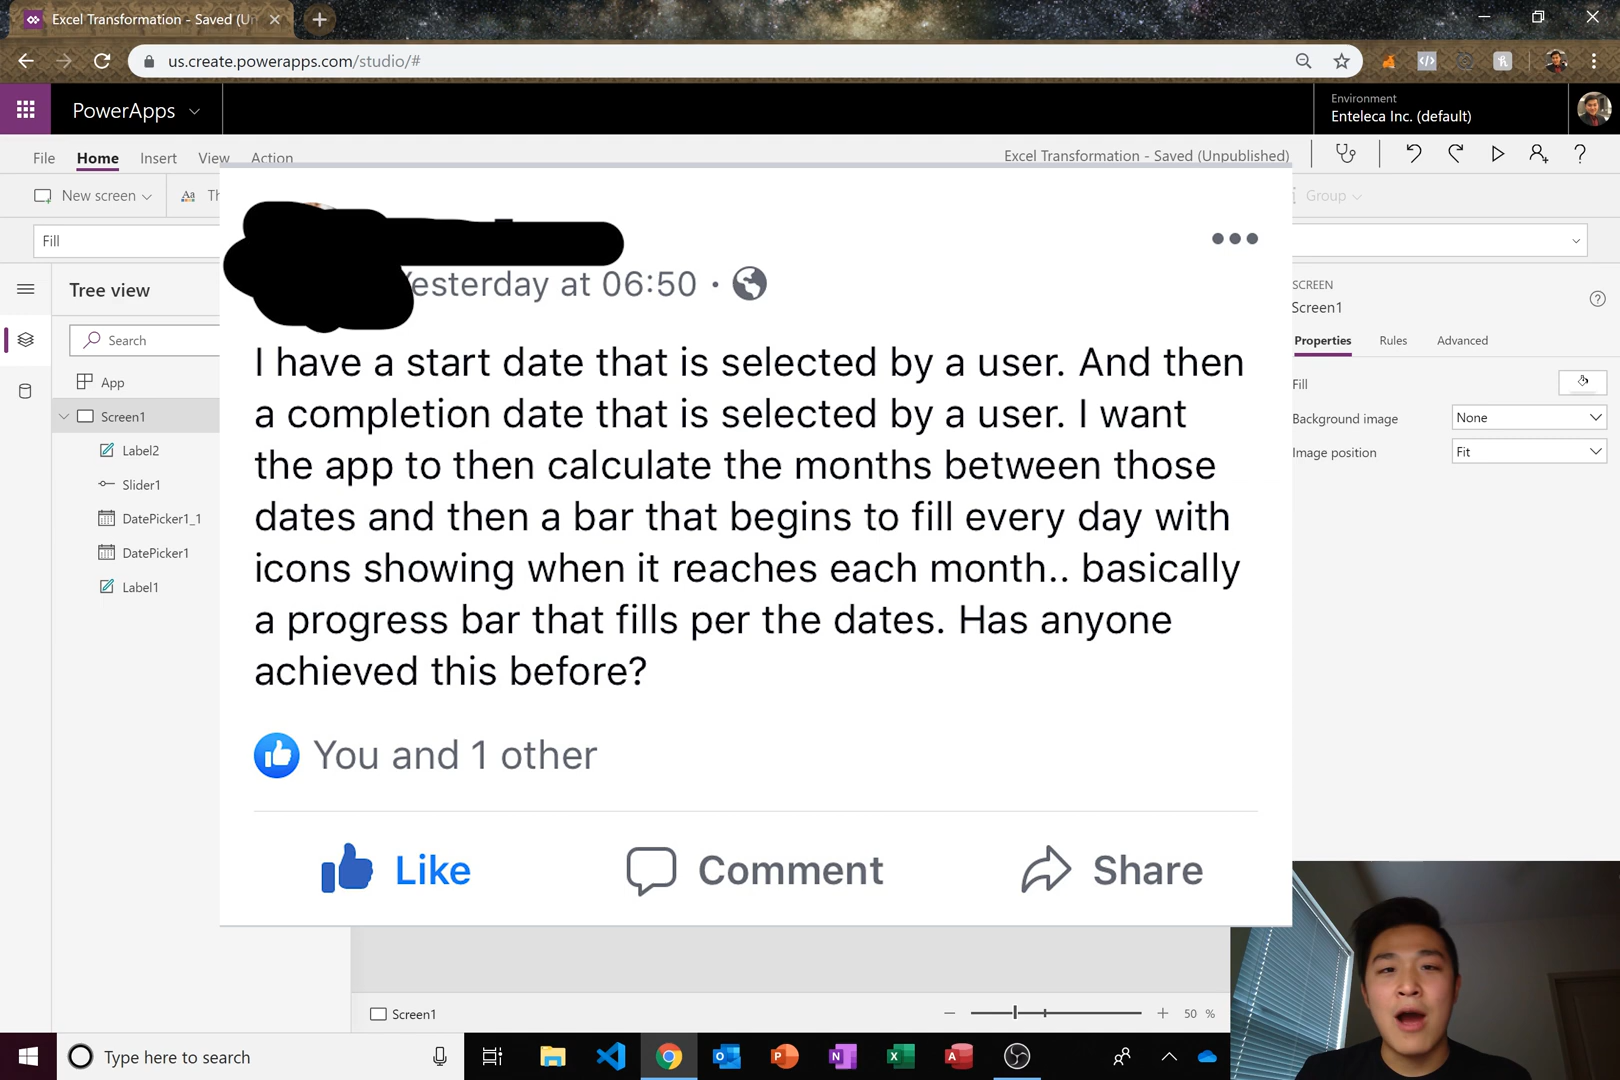 Excel Transformation - Saved (Un
us.create.powerapps.com/studio/#
PowerApps
Environment
Enteleca Inc. (default)
File Home Insert View Action
Excel Transformation - Saved (Unpublished)
New screen
Group
Fill
Tree view
Search
App
Screen1
Label2
Slider1
DatePicker1_1
DatePicker1
Label1
Yesterday at 06:50 ·
I have a start date that is selected by a user. And then
a completion date that is selected by a user. I want
the app to then calculate the months between those
dates and then a bar that begins to fill every day with
icons showing when it reaches each month.. basically
a progress bar that fills per the dates. Has anyone
achieved this before?
You and 1 other
Like Comment Share
SCREEN
Screen1
Properties Rules Advanced
Fill
Background image None
Image position Fit
Screen1
50 %
Type here to search